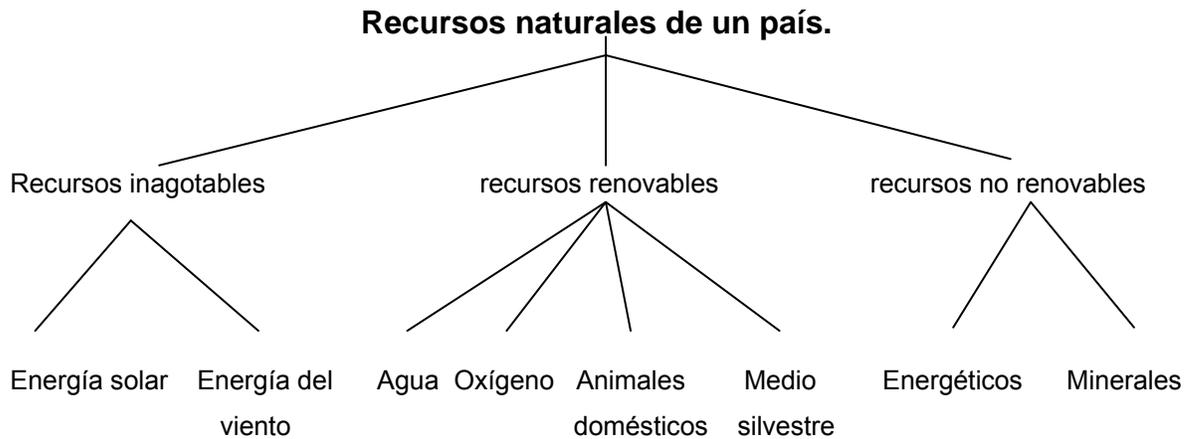 Recursos naturales de un país.
Recursos inagotables
recursos renovables
recursos no renovables
Energía solar
Energía del
viento
Agua
Oxígeno
Animales
domésticos
Medio
silvestre
Energéticos
Minerales